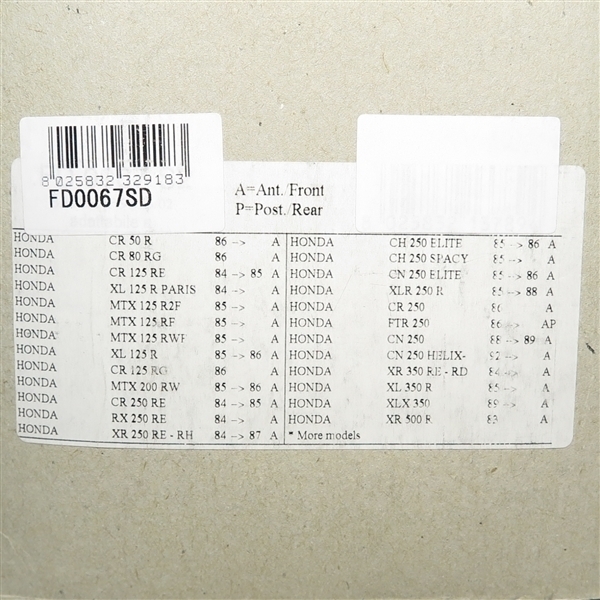 8 025832 329183
FD0067SD
A=Ant./Front
P=Post./Rear
HONDA CR 50 R 86 --> A
HONDA CR 80 RG 86 A
HONDA CR 125 RE 84 --> 85 A
HONDA XL 125 R PARIS 84 --> A
HONDA MTX 125 R2F 85 --> A
HONDA MTX 125 RF 85 --> A
HONDA MTX 125 RWF 85 --> A
HONDA XL 125 R 85 --> 86 A
HONDA CR 125 RG 86 A
HONDA MTX 200 RW 85 --> 86 A
HONDA CR 250 RE 84 --> 85 A
HONDA RX 250 RE 84 --> A
HONDA XR 250 RE - RH 84 --> 87 A
HONDA CH 250 ELITE 85 --> 86 A
HONDA CH 250 SPACY 85 --> A
HONDA CN 250 ELITE 85 --> 86 A
HONDA XLR 250 R 85 --> 88 A
HONDA CR 250 86 A
HONDA FTR 250 86 --> AP
HONDA CN 250 88 --> 89 A
HONDA CN 250 HELIX- 92 --> A
HONDA XR 350 RE - RD 84 --> A
HONDA XL 350 R 85 --> A
HONDA XLX 350 89 --> A
HONDA XR 500 R 83 A
* More models